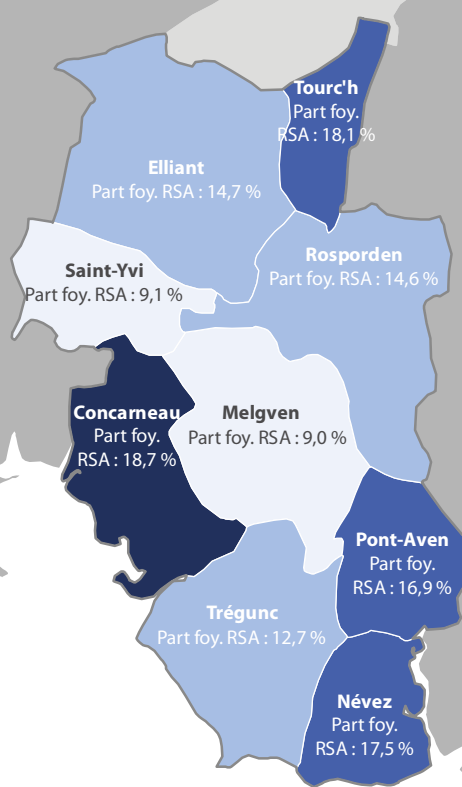 Tourc'h
Part foy.
RSA : 18,1 %
Elliant
Part foy. RSA : 14,7 %
Rosporden
Part foy. RSA : 14,6 %
Saint-Yvi
Part foy. RSA : 9,1 %
Concarneau
Part foy.
RSA : 18,7 %
Melgven
Part foy. RSA : 9,0 %
Pont-Aven
Part foy.
RSA : 16,9 %
Trégunc
Part foy. RSA : 12,7 %
Névez
Part foy.
RSA : 17,5 %